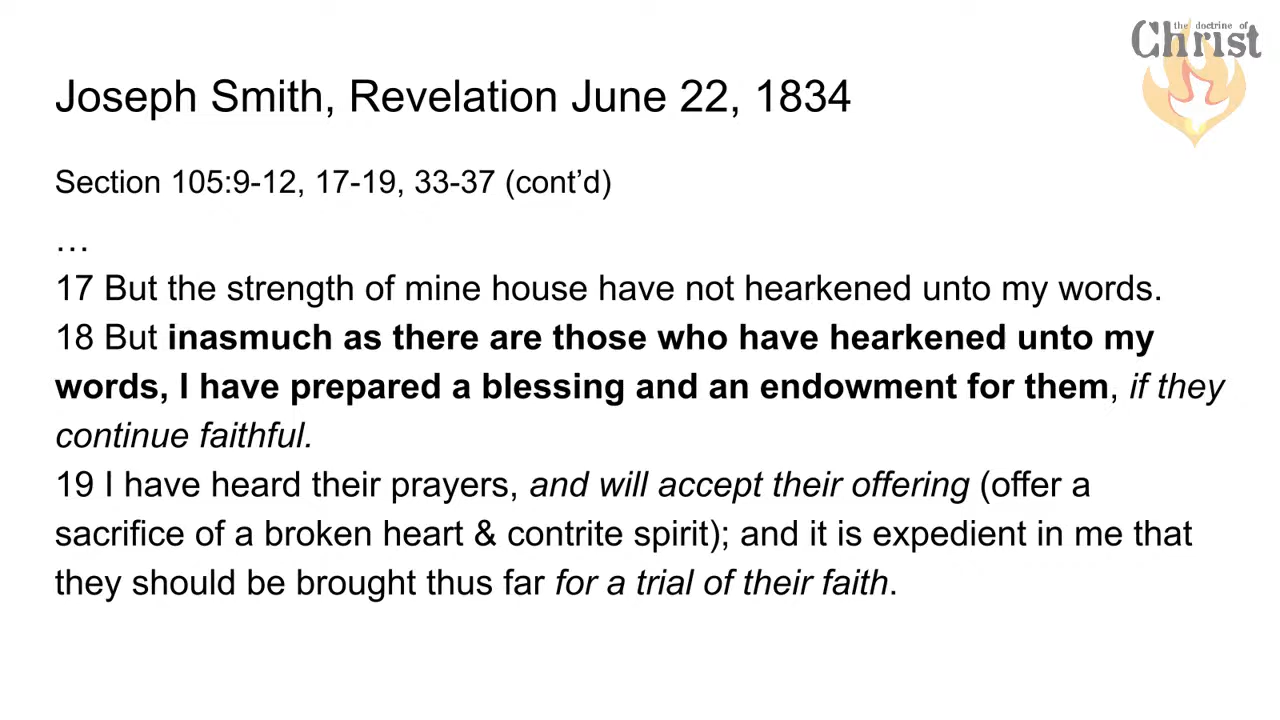 the doctrine of
Christ
Joseph Smith, Revelation June 22, 1834
Section 105:9-12, 17-19, 33-37 (cont’d)
…
17 But the strength of mine house have not hearkened unto my words.
18 But inasmuch as there are those who have hearkened unto my
words, I have prepared a blessing and an endowment for them, if they
continue faithful.
19 I have heard their prayers, and will accept their offering (offer a
sacrifice of a broken heart & contrite spirit); and it is expedient in me that
they should be brought thus far for a trial of their faith.